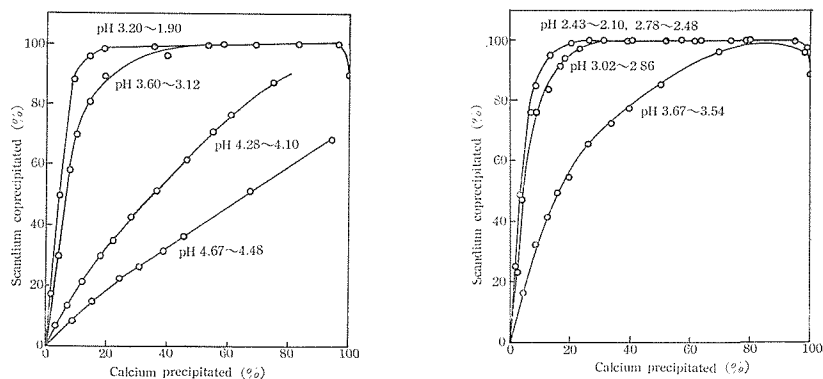 Scandium coprecipitated (%)
100
80
60
40
20
0
pH 3.20~1.90
pH 3.60~3.12
pH 4.28~4.10
pH 4.67~4.48
0 20 40 60 80 100
Calcium precipitated (%)
Scandium coprecipitated (%)
100
80
60
40
20
0
pH 2.43~2.10, 2.78~2.48
pH 3.02~2.86
pH 3.67~3.54
0 20 40 60 80 100
Calcium precipitated (%)